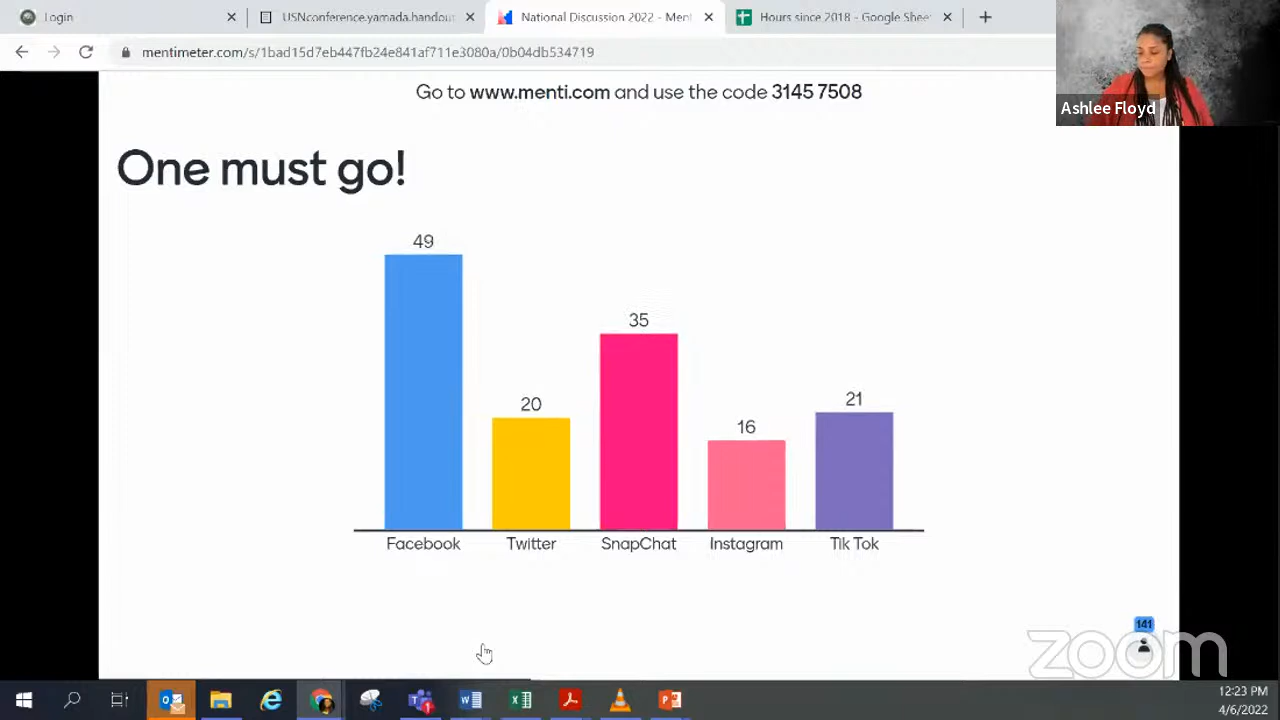 Login
USNconference.yamada.handout
National Discussion 2022 - Menti
Hours since 2018 - Google Sheet
mentimeter.com/s/1bad15d7eb447fb24e841af711e3080a/0b04db534719
Go to www.menti.com and use the code 3145 7508
Ashlee Floyd
One must go!
49
20
35
16
21
Facebook
Twitter
SnapChat
Instagram
Tik Tok
141
zoom
12:23 PM
4/6/2022